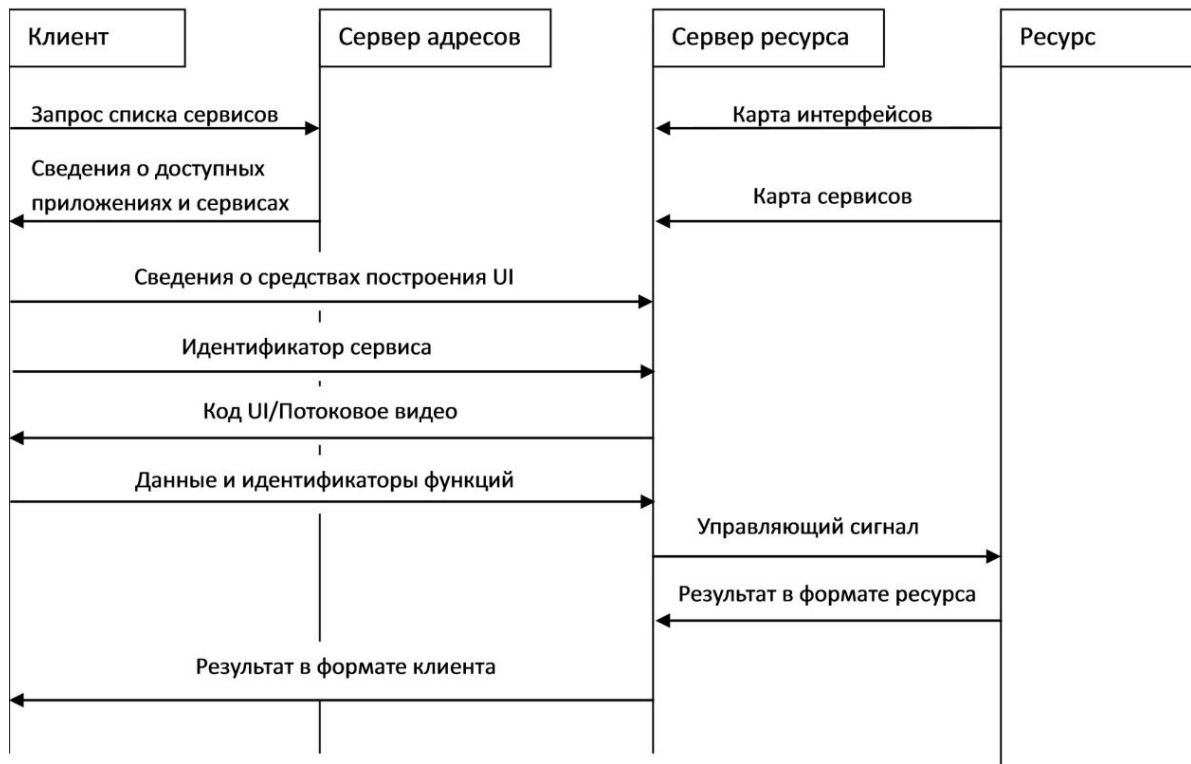 Клиент
Сервер адресов
Сервер ресурса
Ресурс
Запрос списка сервисов
Карта интерфейсов
Сведения о доступных
приложениях и сервисах
Карта сервисов
Сведения о средствах построения UI
Идентификатор сервиса
Код UI/Потоковое видео
Данные и идентификаторы функций
Управляющий сигнал
Результат в формате ресурса
Результат в формате клиента